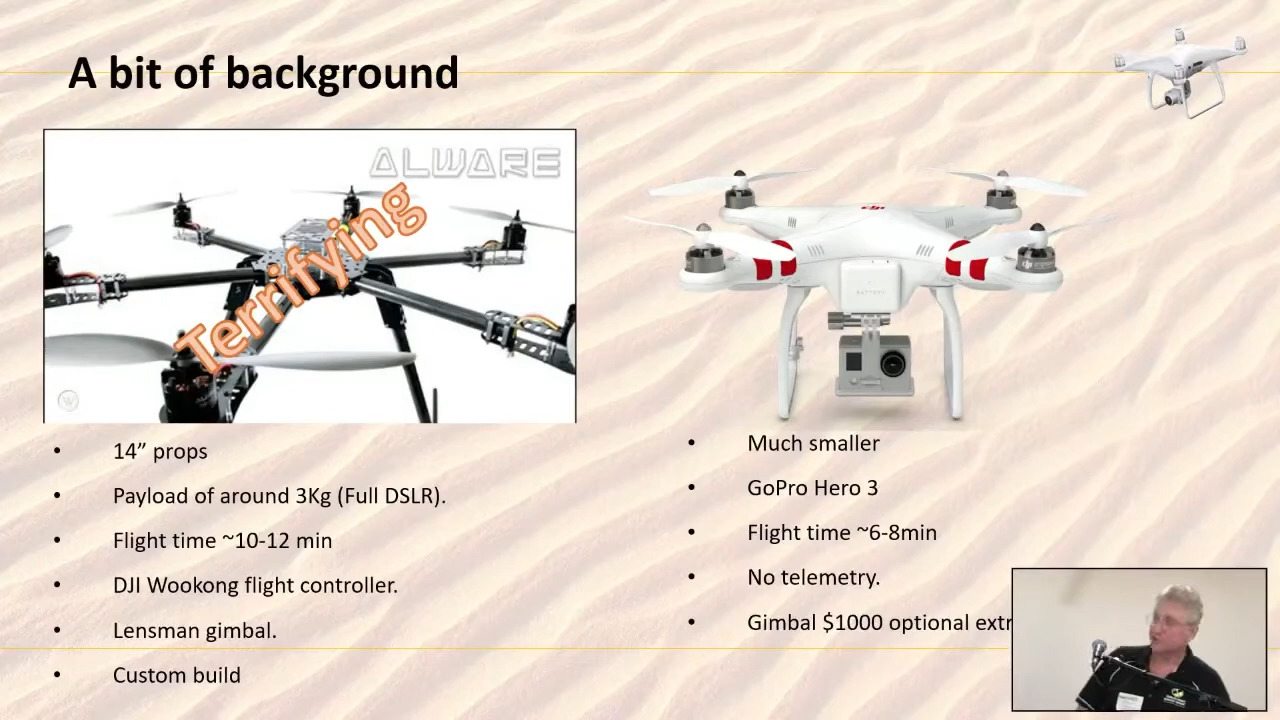 A bit of background
ALWARE
Terrifying
dji
BATTERY
14” props
Payload of around 3Kg (Full DSLR).
Flight time ~10-12 min
DJI Wookong flight controller.
Lensman gimbal.
Custom build
Much smaller
GoPro Hero 3
Flight time ~6-8min
No telemetry.
Gimbal $1000 optional extr